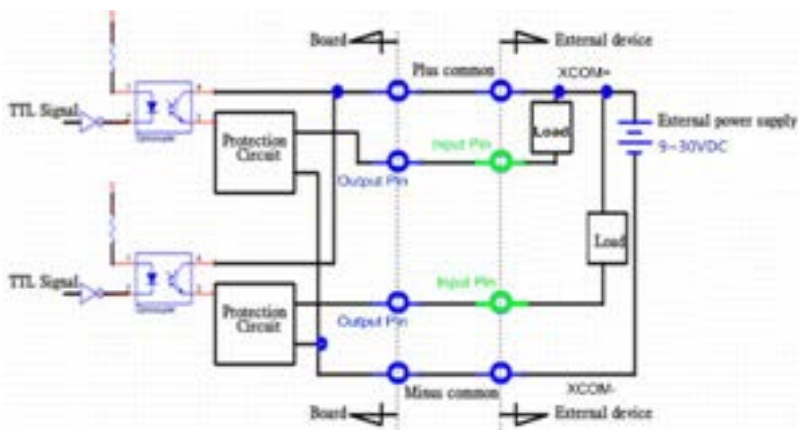 Board
External device
Plus common
XCOM+
TTL Signal
Protection
Circuit
Load
External power supply
9~30VDC
Input Pin
Output Pin
Load
TTL Signal
Protection
Circuit
Input Pin
Output Pin
Minus common
XCOM-
Board
External device